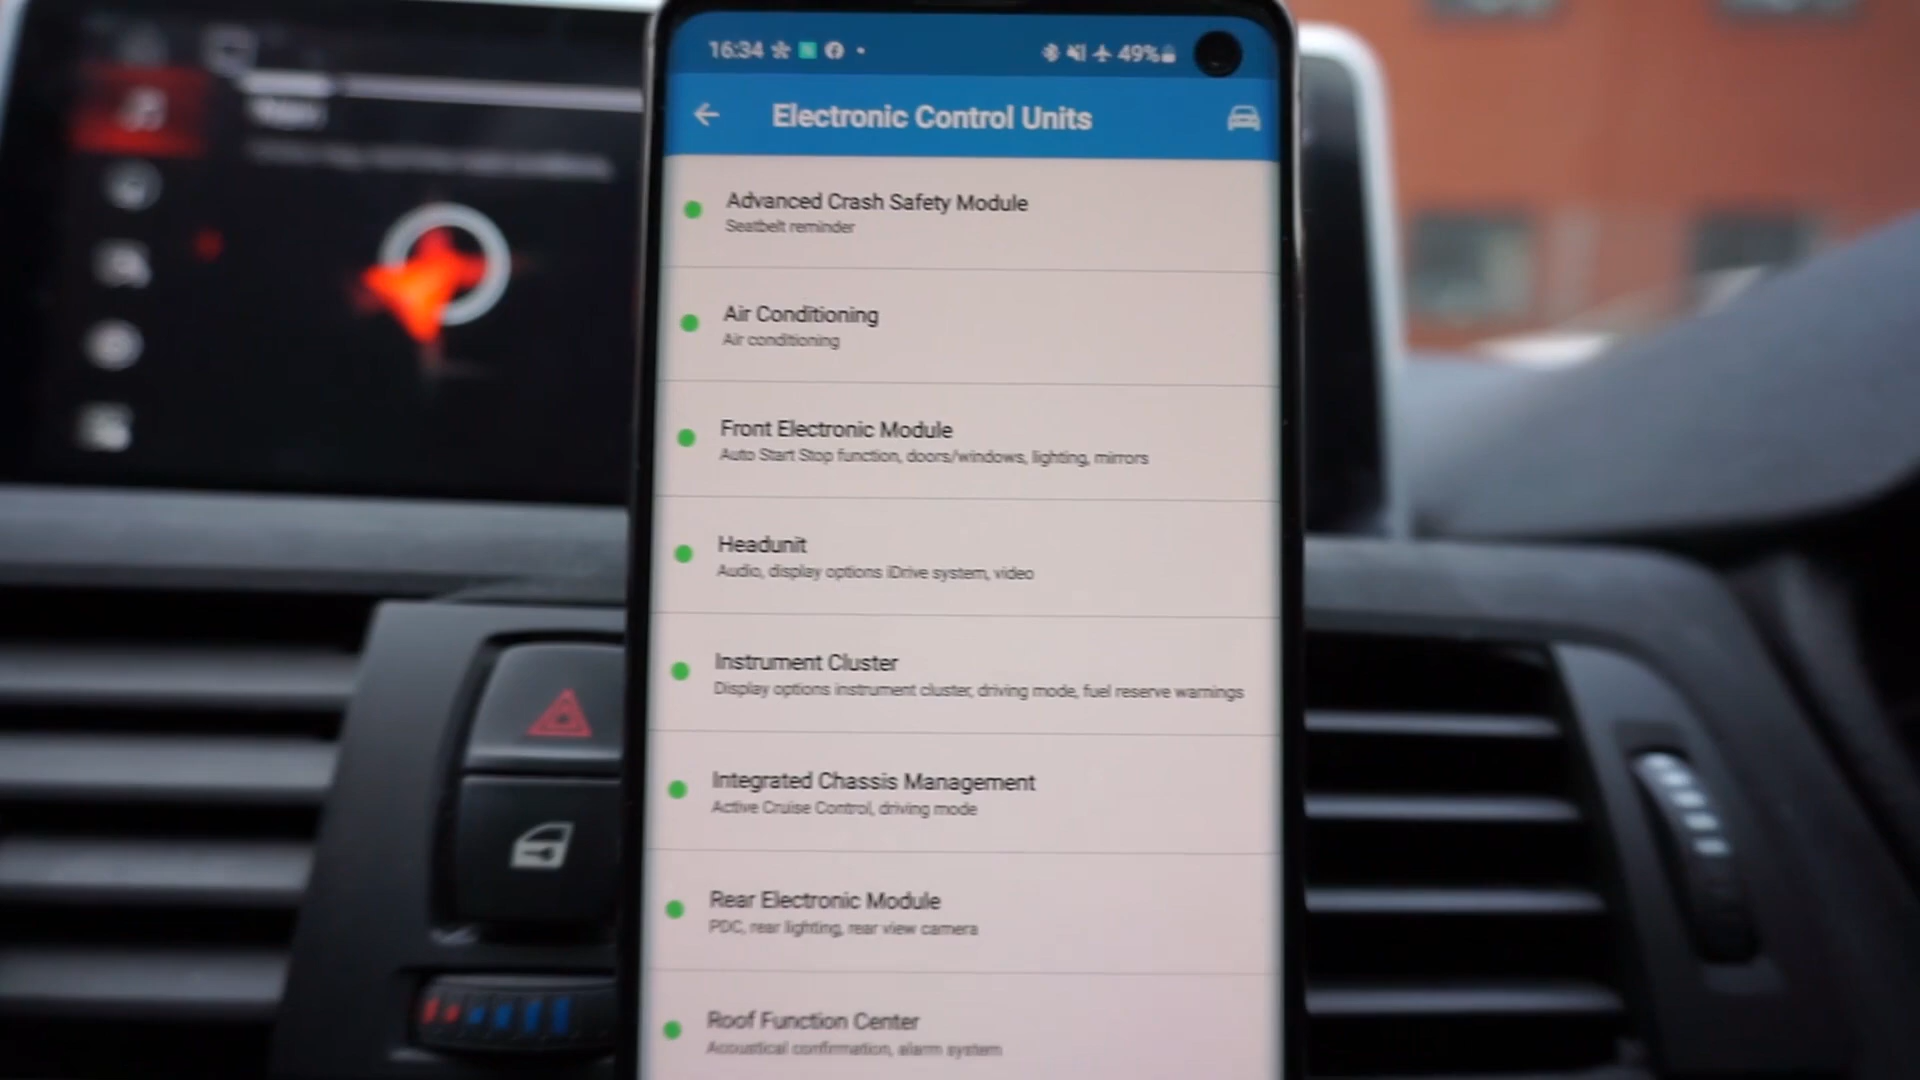 16:34 49%
Electronic Control Units
Advanced Crash Safety Module
Seatbelt reminder
Air Conditioning
Air conditioning
Front Electronic Module
Auto Start Stop function, doors/windows, lighting, mirrors
Headunit
Audio, display options iDrive system, video
Instrument Cluster
Display options instrument cluster, driving mode, fuel reserve warnings
Integrated Chassis Management
Active Cruise Control, driving mode
Rear Electronic Module
PDC, rear lighting, rear view camera
Roof Function Center
Acoustical confirmation, alarm system